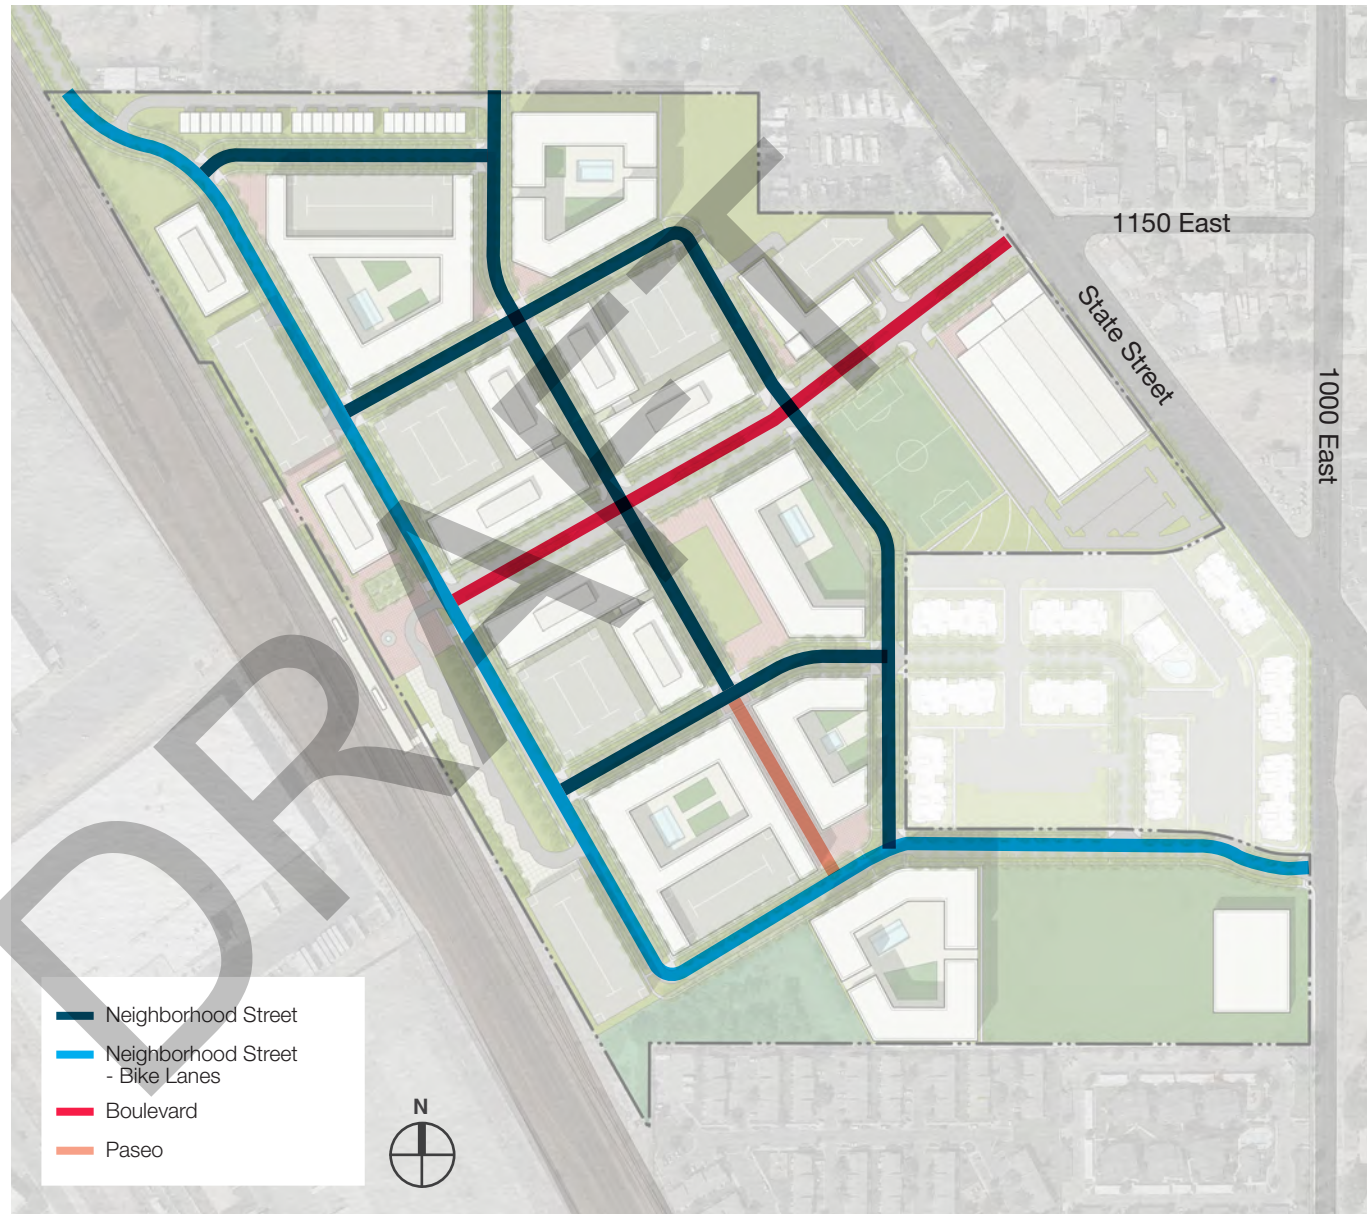 1150 East
State Street
1000 East
DRAFT
Neighborhood Street
Neighborhood Street
- Bike Lanes
Boulevard
Paseo
N